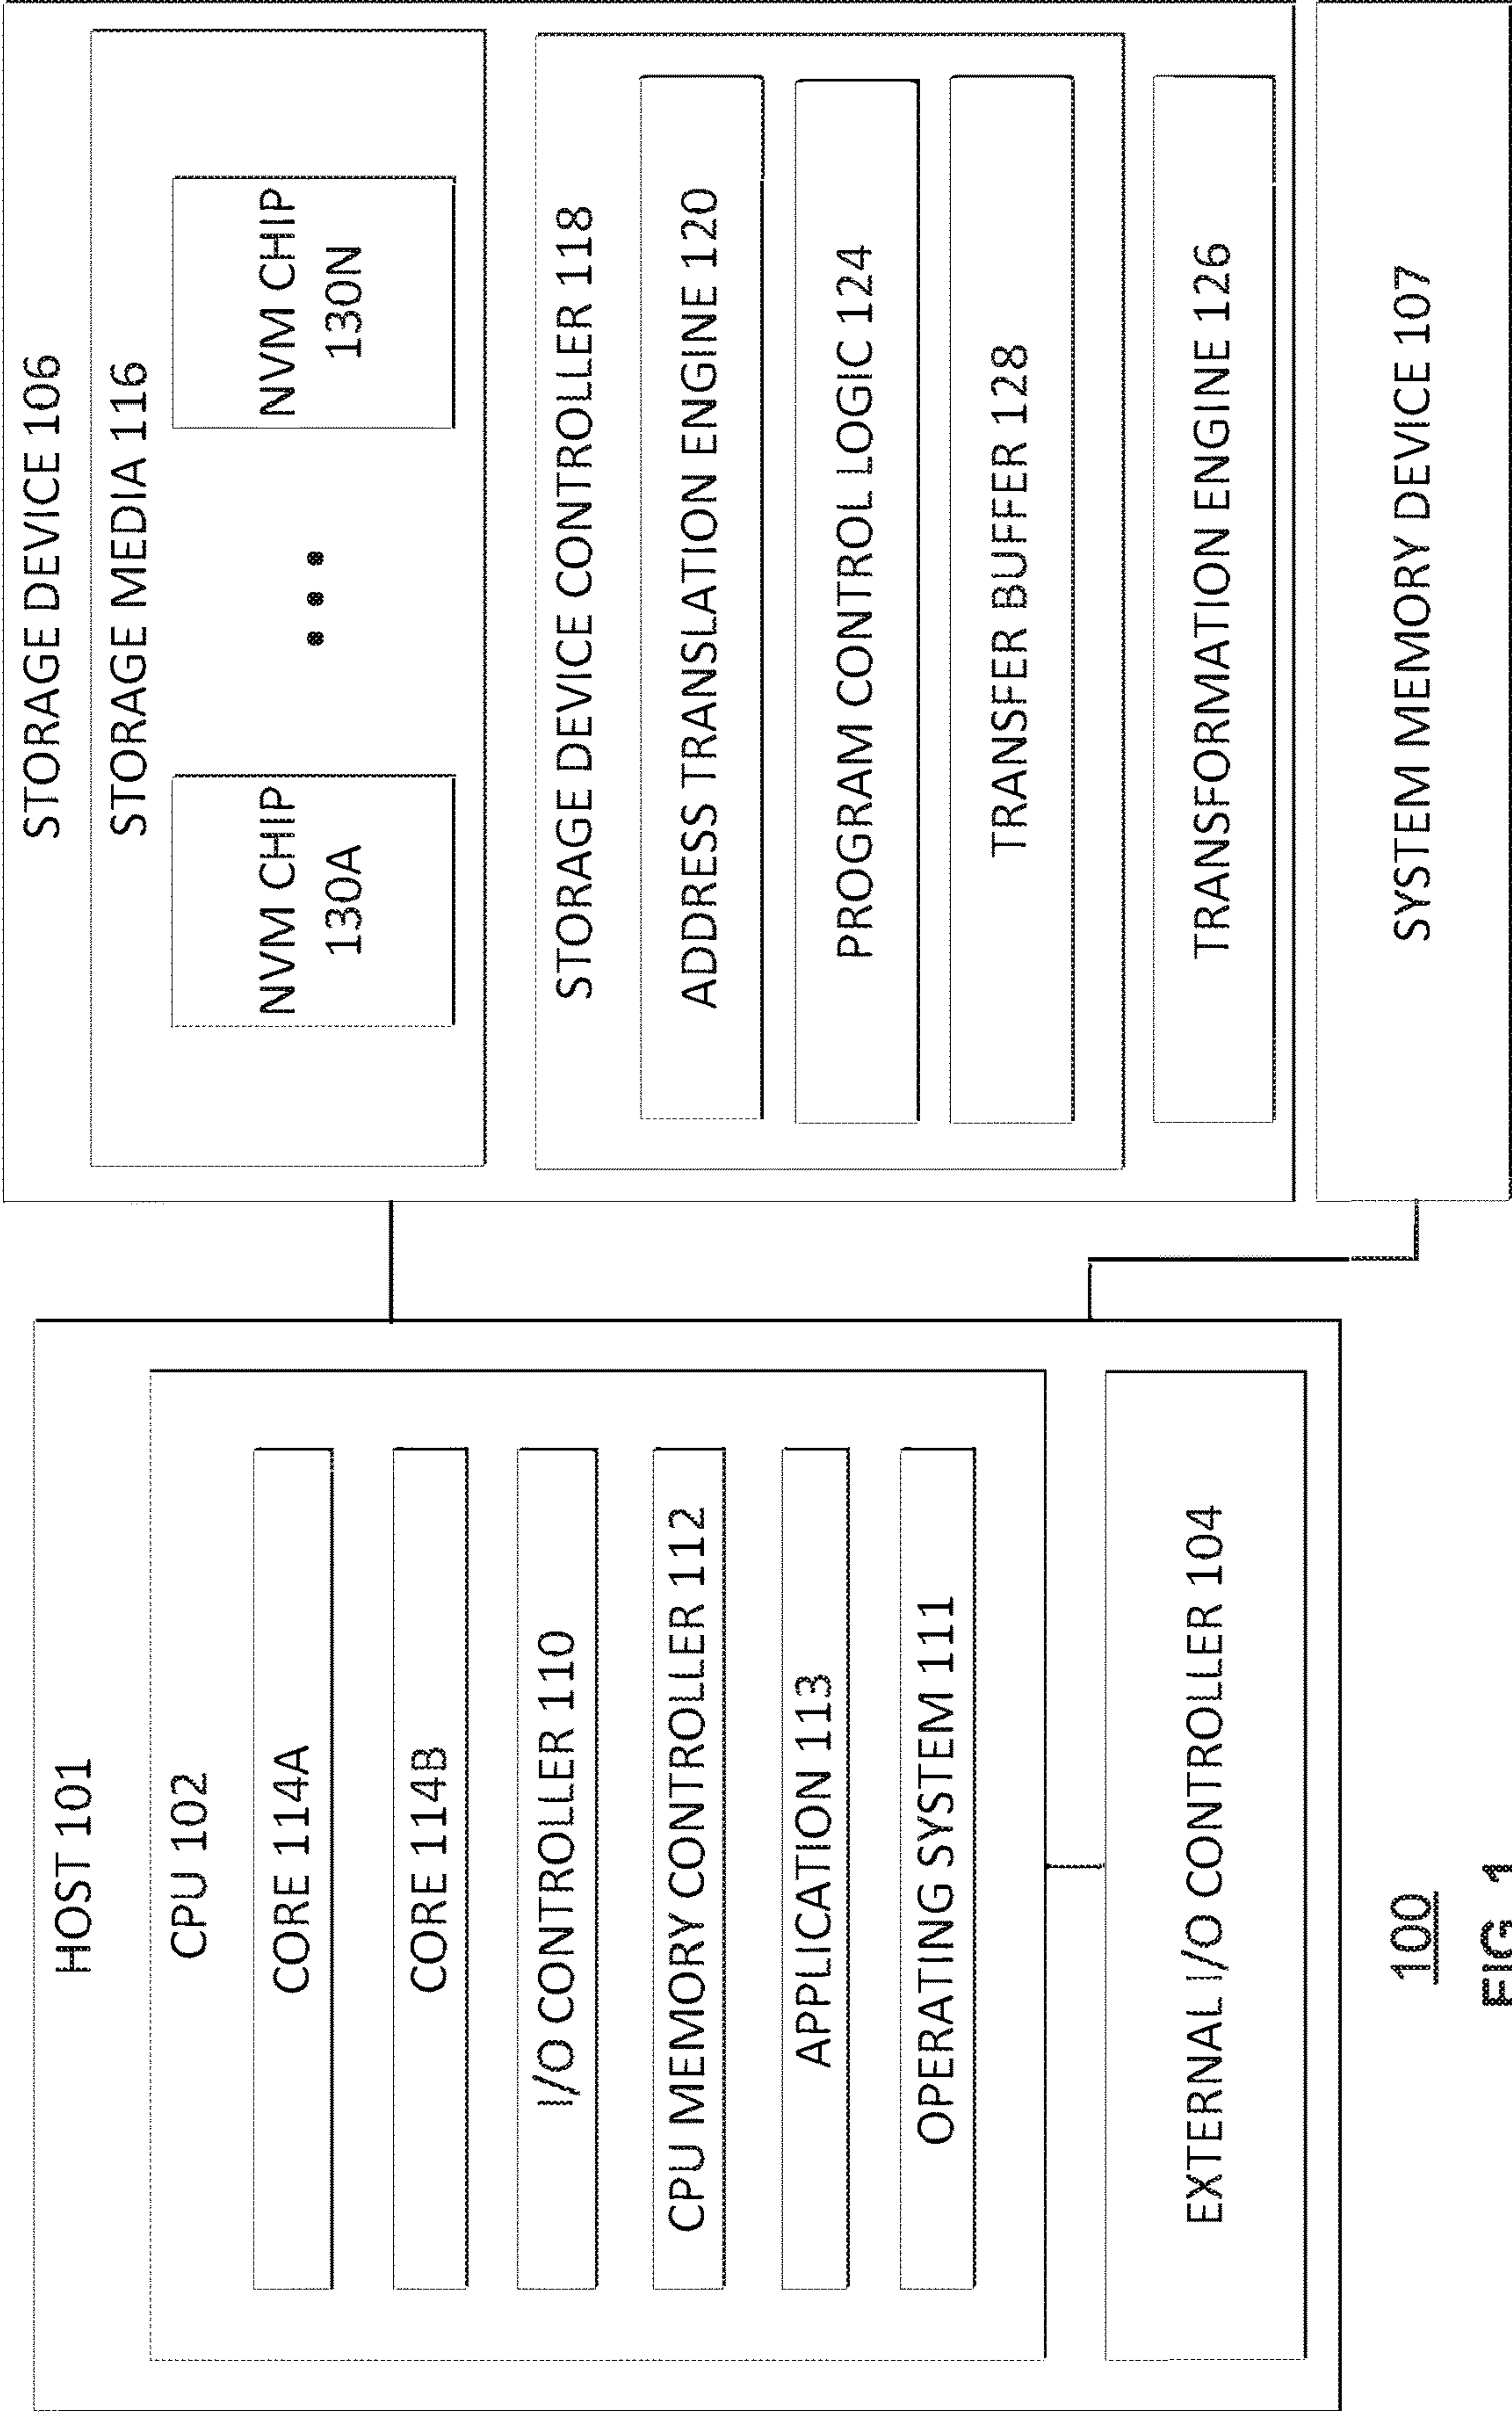 HOST 101
CPU 102
CORE 114A
CORE 114B
I/O CONTROLLER 110
CPU MEMORY CONTROLLER 112
APPLICATION 113
OPERATING SYSTEM 111
EXTERNAL I/O CONTROLLER 104
STORAGE DEVICE 106
STORAGE MEDIA 116
NVM CHIP
130A
• • •
NVM CHIP
130N
STORAGE DEVICE CONTROLLER 118
ADDRESS TRANSLATION ENGINE 120
PROGRAM CONTROL LOGIC 124
TRANSFER BUFFER 128
TRANSFORMATION ENGINE 126
SYSTEM MEMORY DEVICE 107
100
FIG. 1